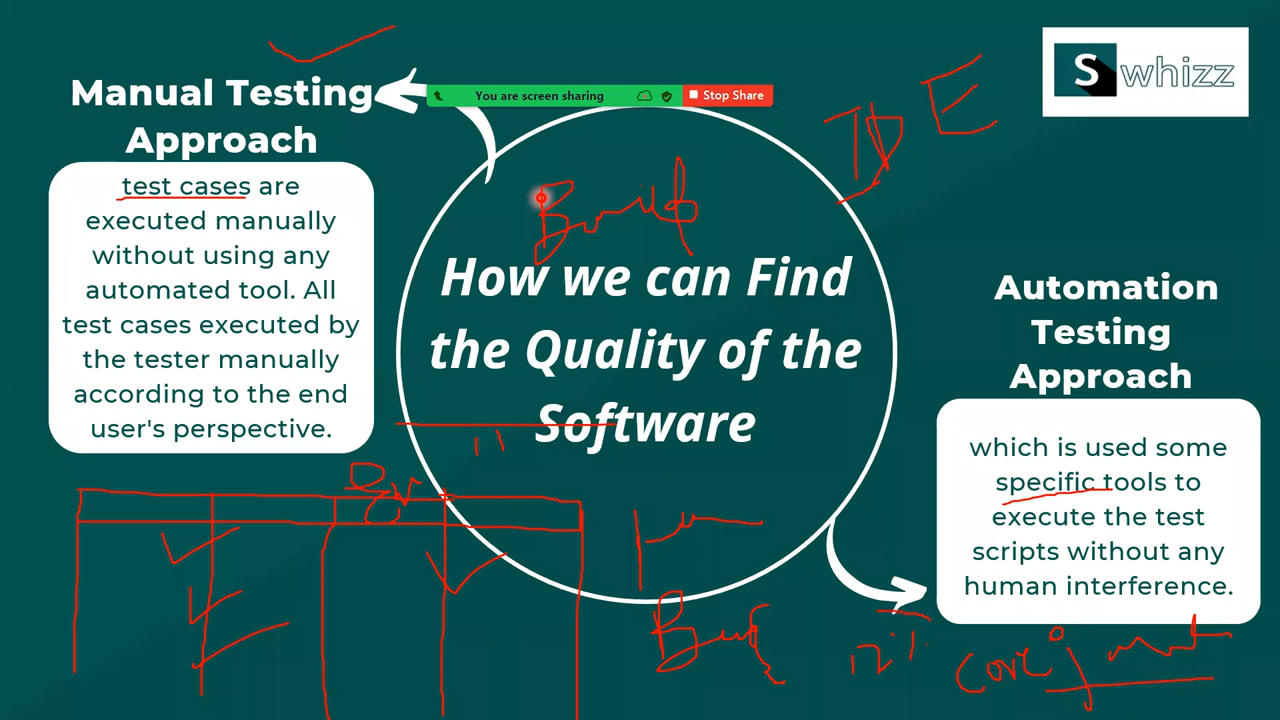 Manual Testing
Approach
test cases are
executed manually
without using any
automated tool. All
test cases executed by
the tester manually
according to the end
user's perspective.
You are screen sharing
Stop Share
IDE
S whizz
How we can Find
the Quality of the
Software
Automation
Testing
Approach
which is used some
specific tools to
execute the test
scripts without any
human interference.